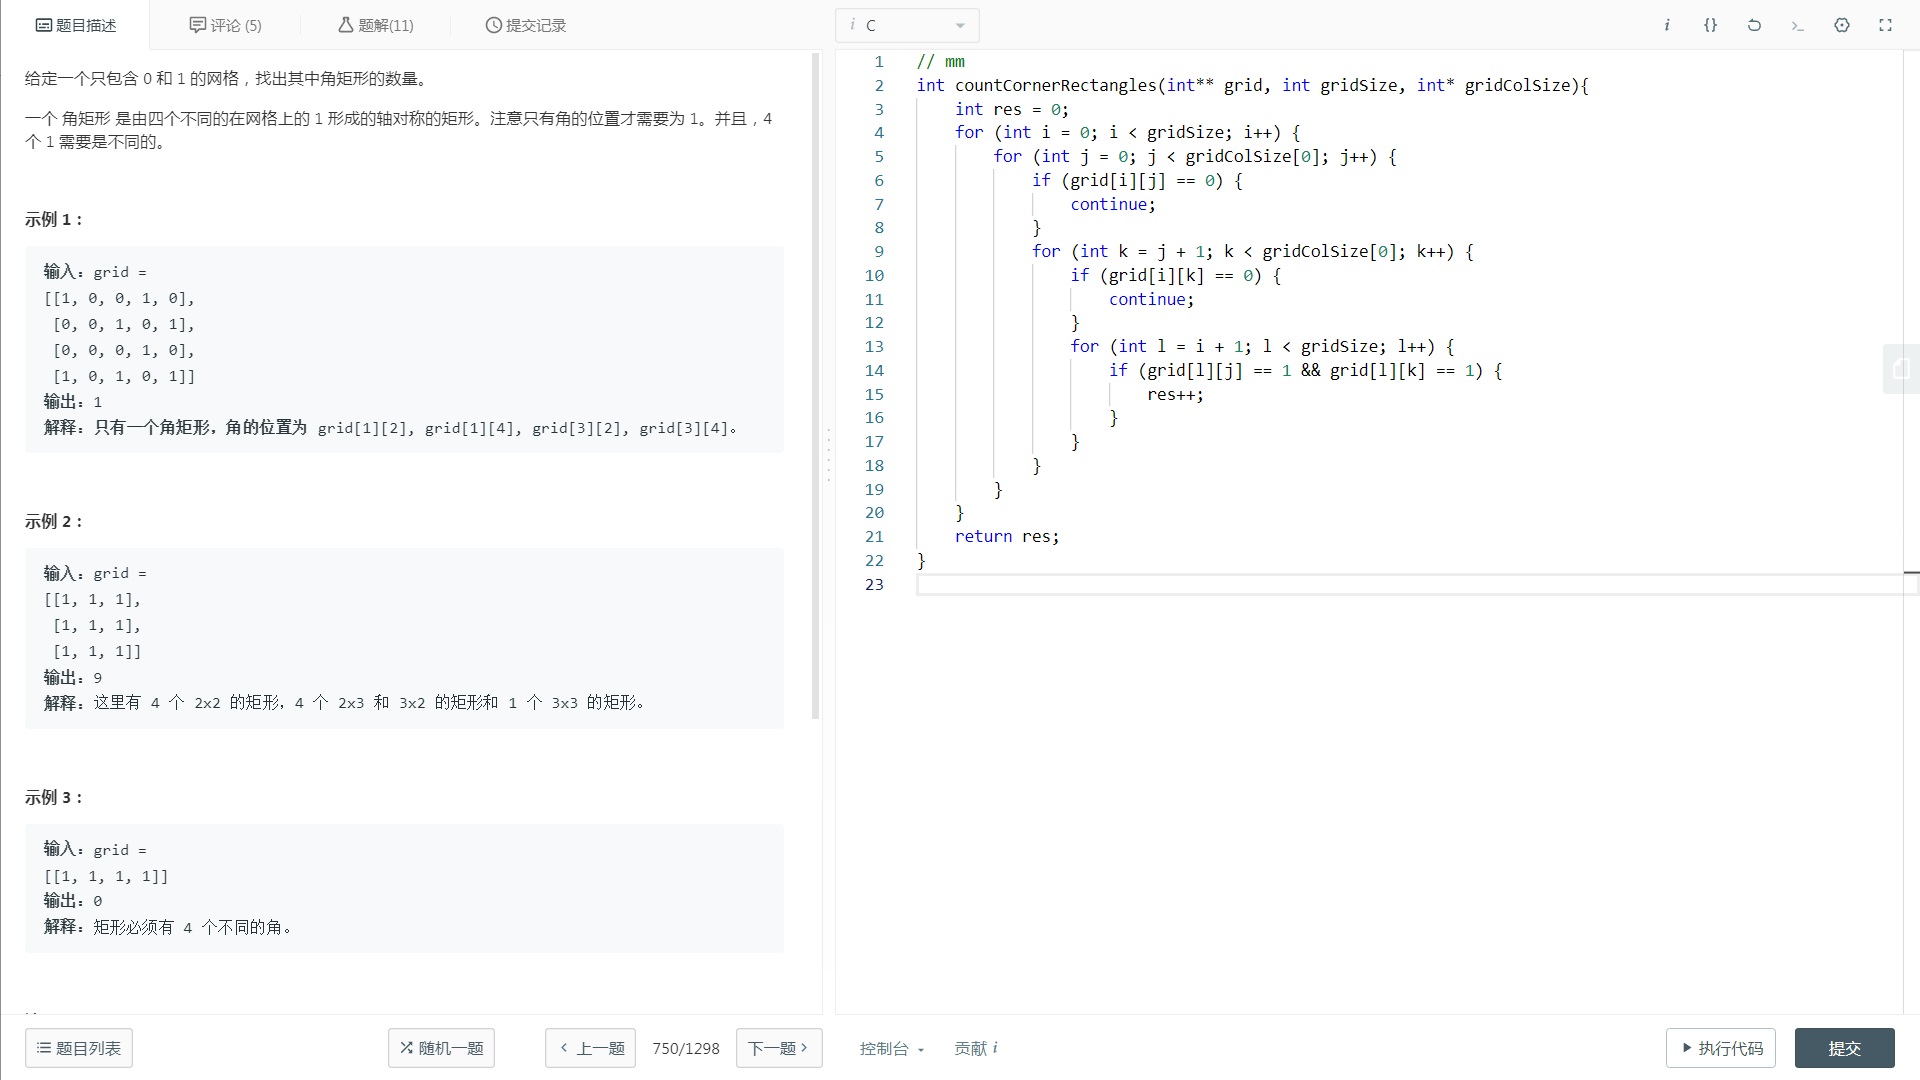 题目描述
评论 (5)
题解(11)
提交记录
给定一个只包含 0 和 1 的网格，找出其中角矩形的数量。
一个 角矩形 是由四个不同的在网格上的 1 形成的轴对称的矩形。注意只有角的位置才需要为 1。并且，4
个 1 需要是不同的。
示例 1：
输入：grid =
[[1, 0, 0, 1, 0],
[0, 0, 1, 0, 1],
[0, 0, 0, 1, 0],
[1, 0, 1, 0, 1]]
输出：1
解释：只有一个角矩形，角的位置为 grid[1][2], grid[1][4], grid[3][2], grid[3][4]。
示例 2：
输入：grid =
[[1, 1, 1],
[1, 1, 1],
[1, 1, 1]]
输出：9
解释：这里有 4 个 2x2 的矩形，4 个 2x3 和 3x2 的矩形和 1 个 3x3 的矩形。
示例 3：
输入：grid =
[[1, 1, 1, 1]]
输出：0
解释：矩形必须有 4 个不同的角。
题目列表
随机一题
< 上一题
750/1298
下一题 >
i C
i {} >_
1 // mm
2 int countCornerRectangles(int** grid, int gridSize, int* gridColSize){
3 int res = 0;
4 for (int i = 0; i < gridSize; i++) {
5 for (int j = 0; j < gridColSize[0]; j++) {
6 if (grid[i][j] == 0) {
7 continue;
8 }
9 for (int k = j + 1; k < gridColSize[0]; k++) {
10 if (grid[i][k] == 0) {
11 continue;
12 }
13 for (int l = i + 1; l < gridSize; l++) {
14 if (grid[l][j] == 1 && grid[l][k] == 1) {
15 res++;
16 }
17 }
18 }
19 }
20 }
21 return res;
22 }
23
控制台
贡献 i
执行代码
提交